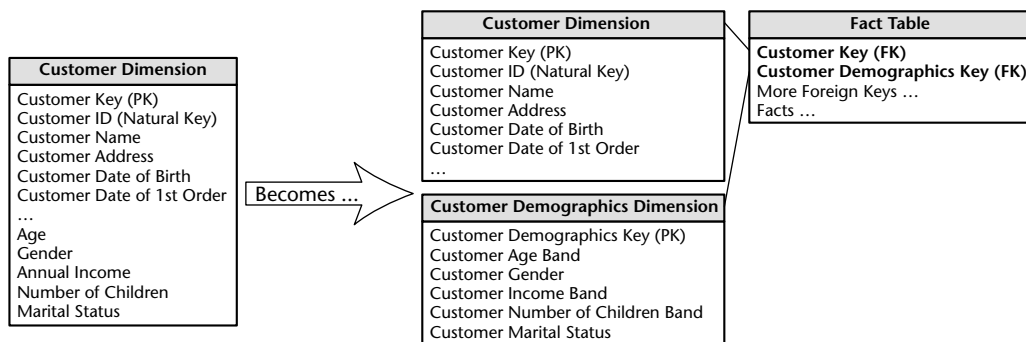 Customer Dimension
Customer Key (PK)
Customer ID (Natural Key)
Customer Name
Customer Address
Customer Date of Birth
Customer Date of 1st Order
…
Age
Gender
Annual Income
Number of Children
Marital Status
Becomes …
Customer Dimension
Customer Key (PK)
Customer ID (Natural Key)
Customer Name
Customer Address
Customer Date of Birth
Customer Date of 1st Order
…
Customer Demographics Dimension
Customer Demographics Key (PK)
Customer Age Band
Customer Gender
Customer Income Band
Customer Number of Children Band
Customer Marital Status
Fact Table
Customer Key (FK)
Customer Demographics Key (FK)
More Foreign Keys …
Facts …